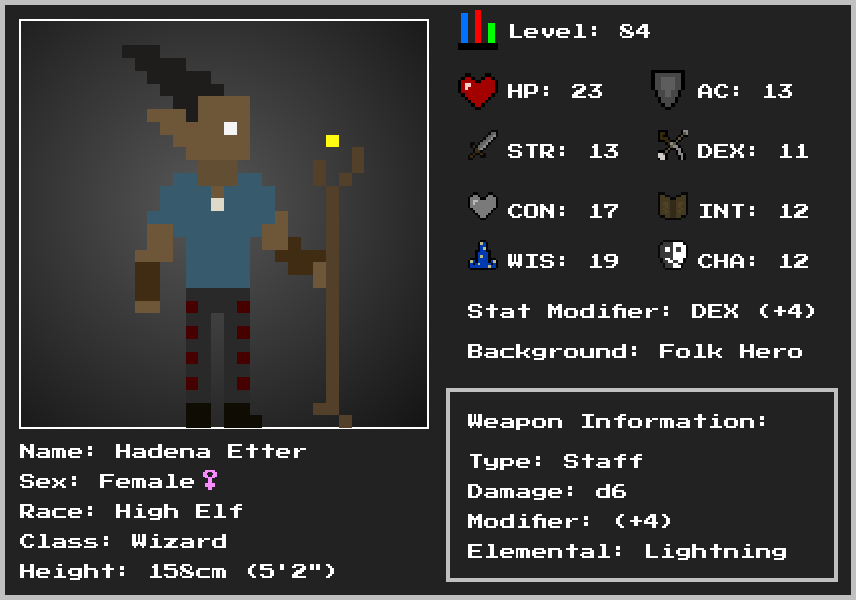 Level: 84
HP: 23 AC: 13
STR: 13 DEX: 11
CON: 17 INT: 12
WIS: 19 CHA: 12
Stat Modifier: DEX (+4)
Background: Folk Hero
Weapon Information:
Type: Staff
Damage: d6
Modifier: (+4)
Elemental: Lightning
Name: Hadena Etter
Sex: Female♀
Race: High Elf
Class: Wizard
Height: 158cm (5'2")